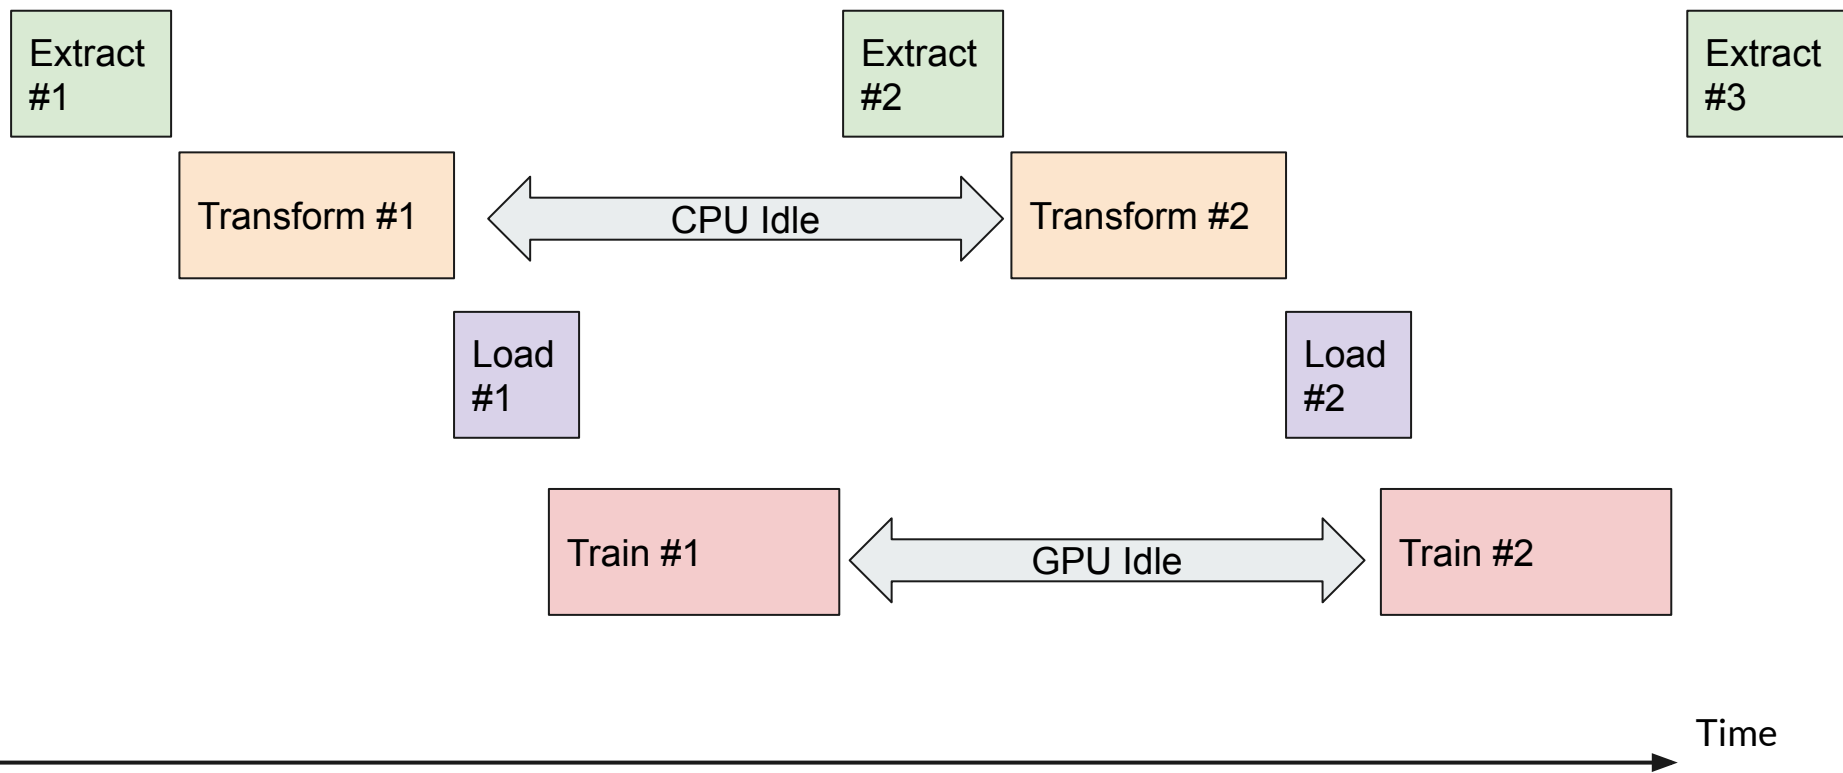 Extract
#1
Extract
#2
Extract
#3
Transform #1
CPU Idle
Transform #2
Load
#1
Load
#2
Train #1
GPU Idle
Train #2
Time